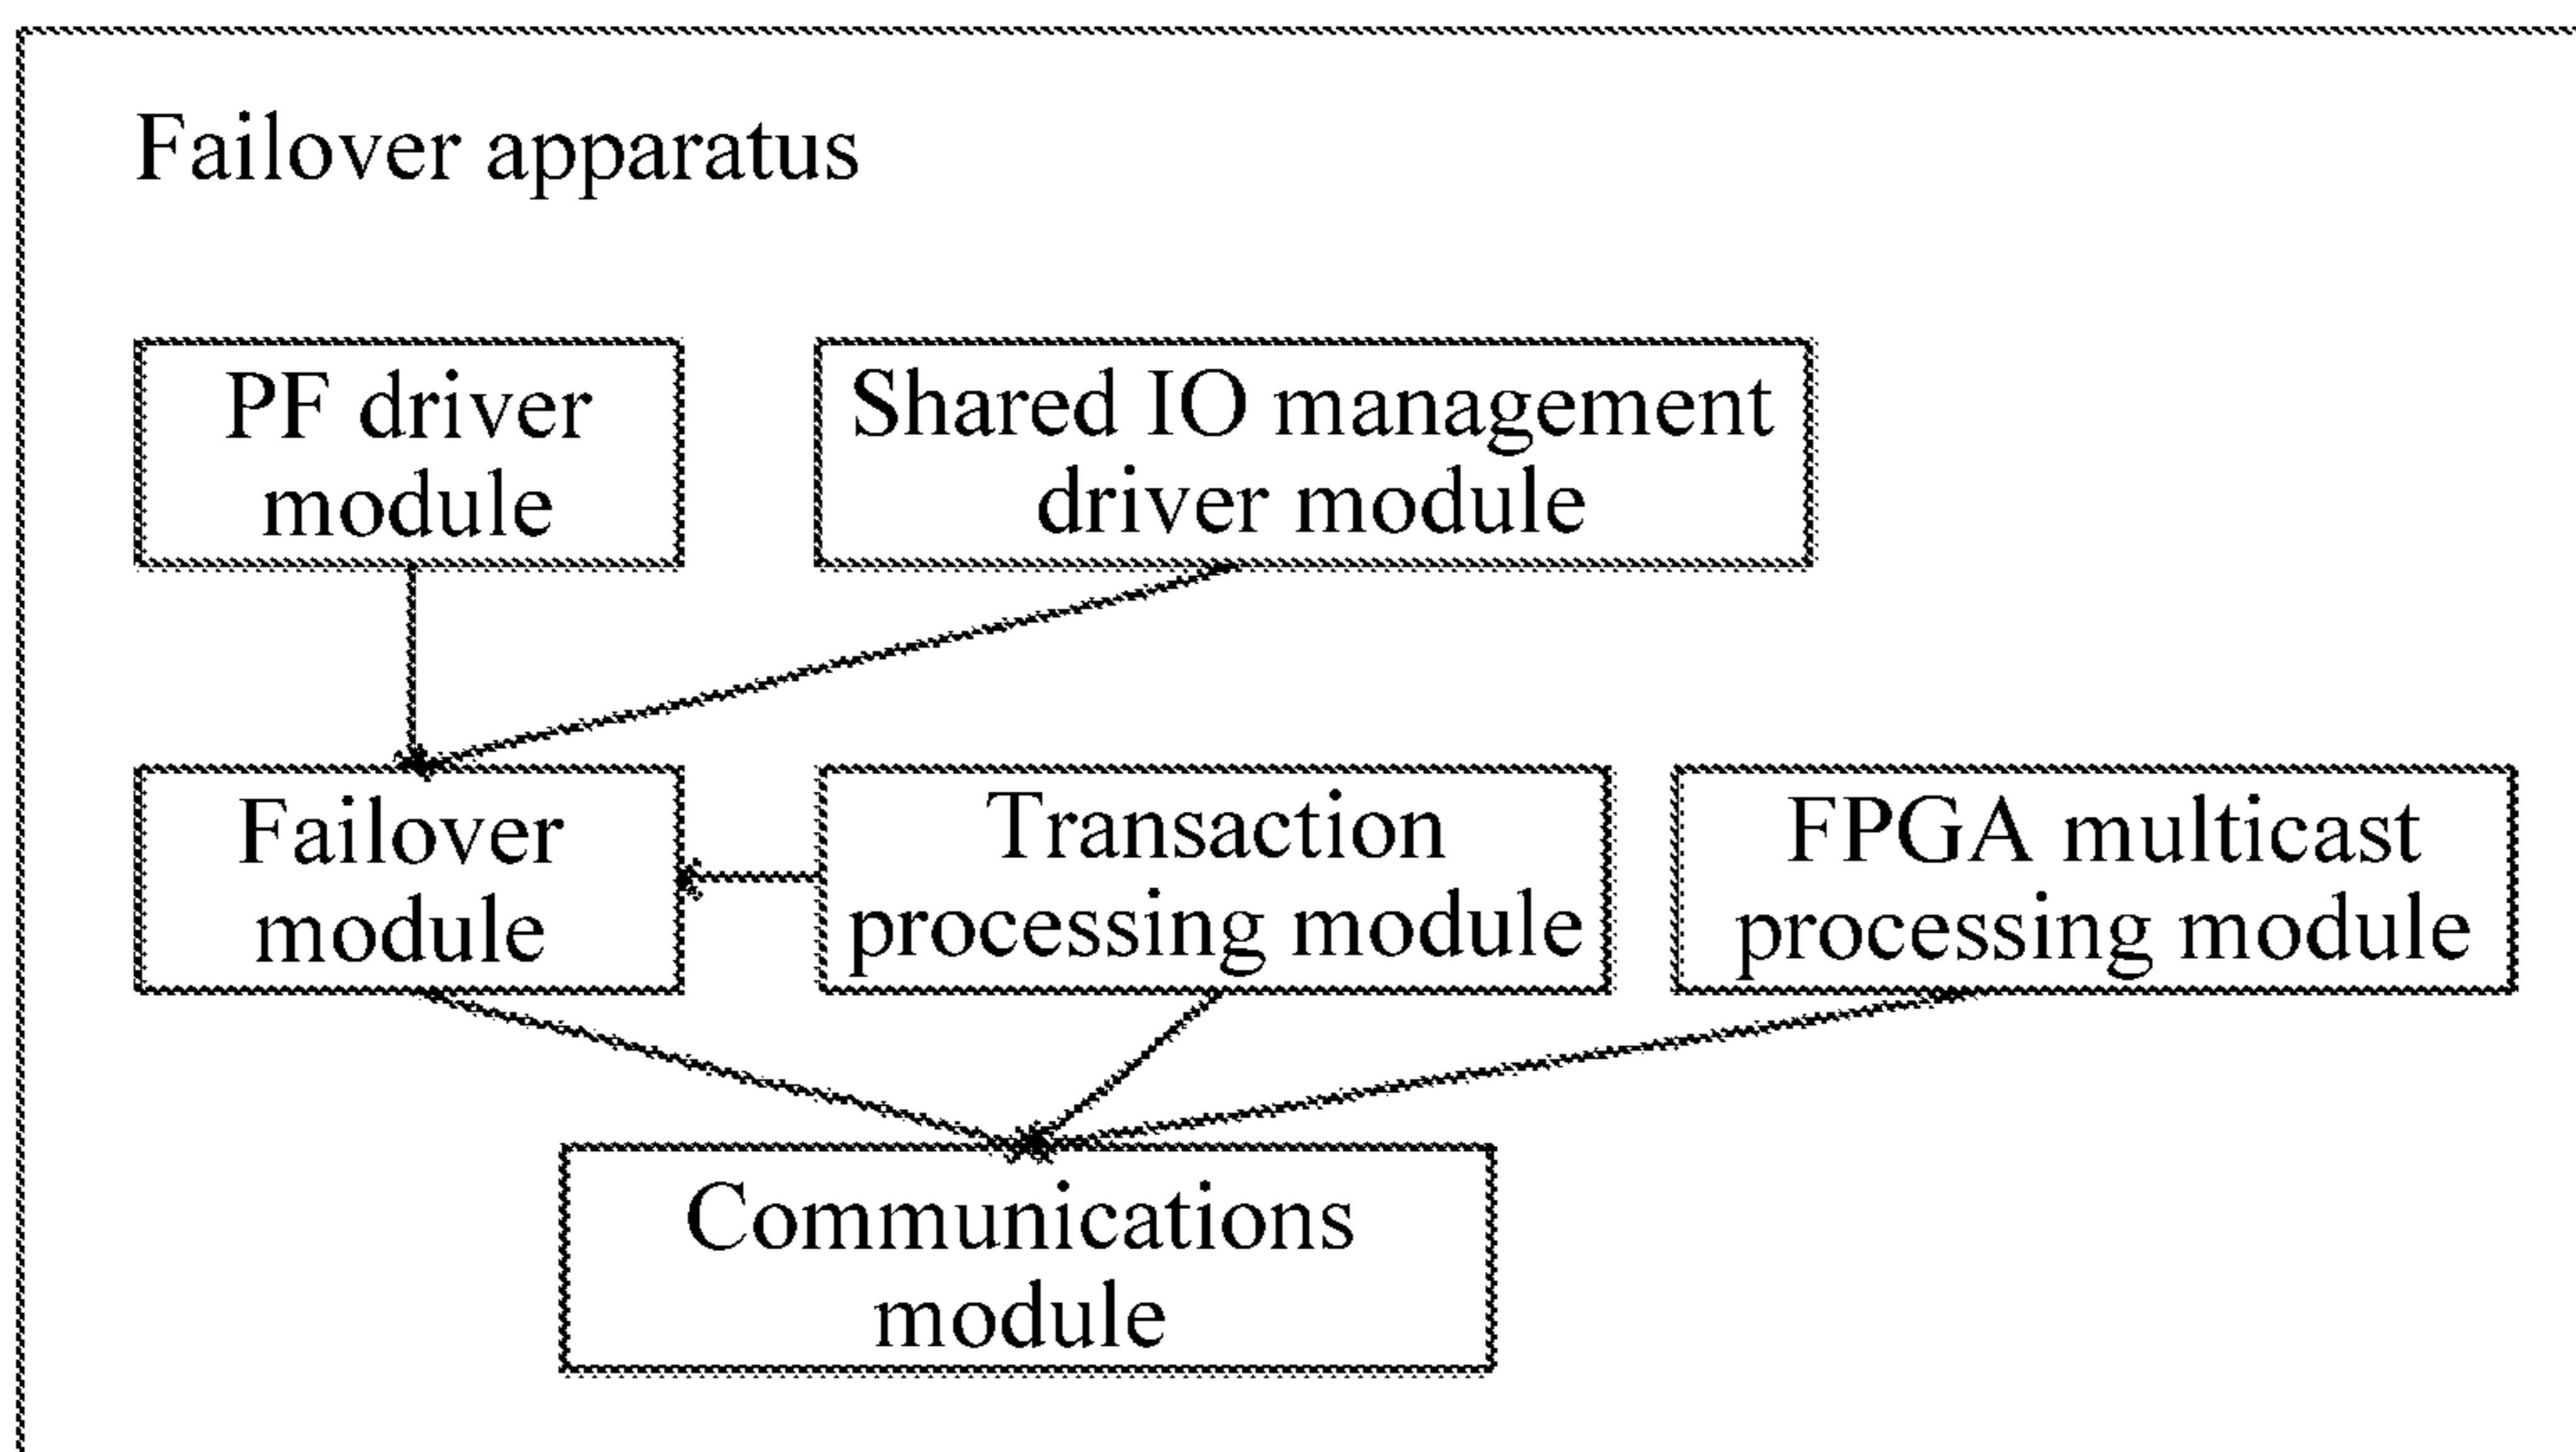 Failover apparatus
PF driver
module
Shared IO management
driver module
Failover
module
Transaction
processing module
FPGA multicast
processing module
Communications
module